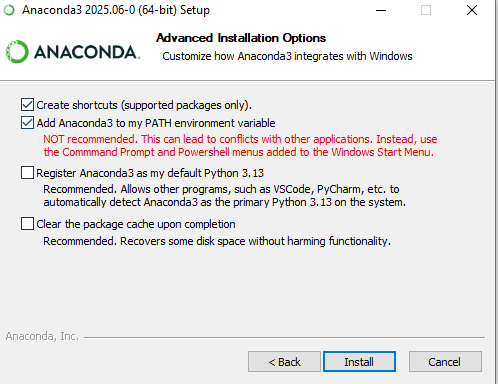 Anaconda3 2025.06-0 (64-bit) Setup
ANACONDA.
Advanced Installation Options
Customize how Anaconda3 integrates with Windows
Create shortcuts (supported packages only).
Add Anaconda3 to my PATH environment variable
NOT recommended. This can lead to conflicts with other applications. Instead, use
the Commmand Prompt and Powershell menus added to the Windows Start Menu.
Register Anaconda3 as my default Python 3.13
Recommended. Allows other programs, such as VSCode, PyCharm, etc. to
automatically detect Anaconda3 as the primary Python 3.13 on the system.
Clear the package cache upon completion
Recommended. Recovers some disk space without harming functionality.
Anaconda, Inc.
< Back Install Cancel